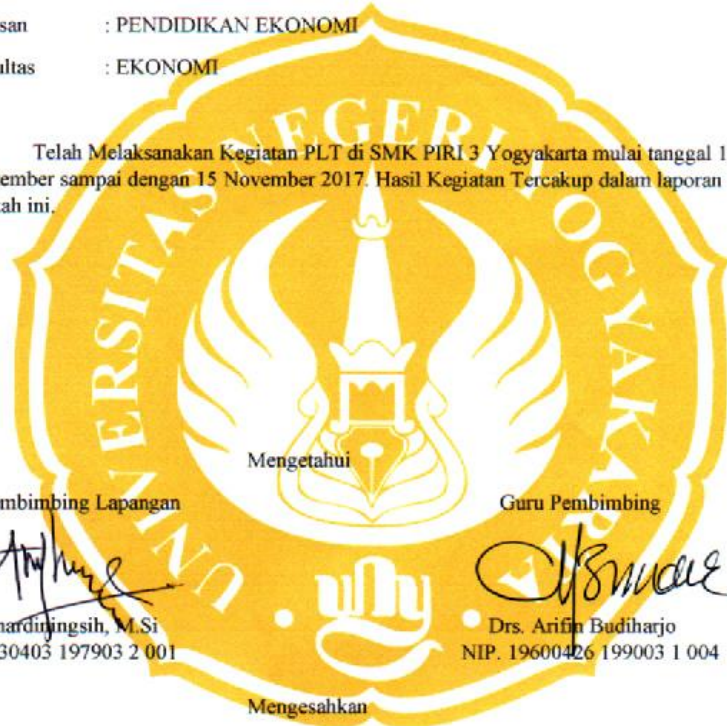 san : PENDIDIKAN EKONOMI
ultas : EKONOMI
UNIVERSITAS NEGERI YOGYAKARTA
Telah Melaksanakan Kegiatan PLT di SMK PIRI 3 Yogyakarta mulai tanggal 1
ember sampai dengan 15 November 2017. Hasil Kegiatan Tercakup dalam laporan
ah ini.
Mengetahui
mbimbing Lapangan Guru Pembimbing
uny
nardiningsih, M.Si Drs. Arifin Budiharjo
30403 197903 2 001 NIP. 19600426 199003 1 004
Mengesahkan